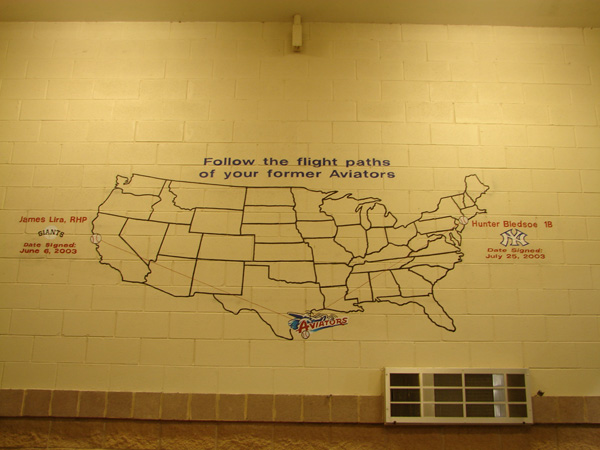 Follow the flight paths
of your former Aviators
James Lira, RHP
GIANTS
Date Signed:
June 6, 2003
Hunter Bledsoe 1B
NY
Date Signed:
July 25, 2003
AVIATORS